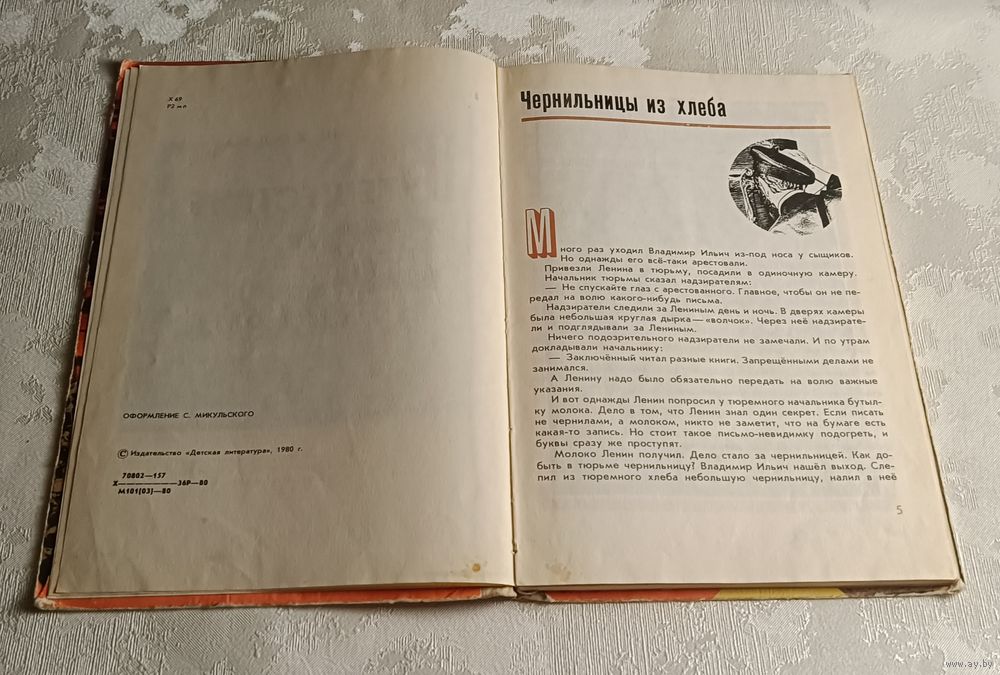 Х 69
Р2 мл
ОФОРМЛЕНИЕ С. МИКУЛЬСКОГО
© Издательство «Детская литература», 1980 г.
70802—157
Х—————36Р—80
М101(03)—80
Чернильницы из хлеба
Много раз уходил Владимир Ильич из-под носа у сыщиков.
Но однажды его всё-таки арестовали.
Привезли Ленина в тюрьму, посадили в одиночную камеру.
Начальник тюрьмы сказал надзирателям:
— Не спускайте глаз с арестованного. Главное, чтобы он не пе-
редал на волю какого-нибудь письма.
Надзиратели следили за Лениным день и ночь. В дверях камеры
была небольшая круглая дырка — «волчок». Через неё надзирате-
ли и подглядывали за Лениным.
Ничего подозрительного надзиратели не замечали. И по утрам
докладывали начальнику:
— Заключённый читал разные книги. Запрещёнными делами не
занимался.
А Ленину надо было обязательно передать на волю важные
указания.
И вот однажды Ленин попросил у тюремного начальника бутыл-
ку молока. Дело в том, что Ленин знал один секрет. Если писать
не чернилами, а молоком, никто не заметит, что на бумаге есть
какая-то запись. Но стоит такое письмо-невидимку подогреть, и
буквы сразу же проступят.
Молоко Ленин получил. Дело стало за чернильницей. Как до-
быть в тюрьме чернильницу? Владимир Ильич нашёл выход. Сле-
пил из тюремного хлеба небольшую чернильницу, налил в неё
5
www.ay.by